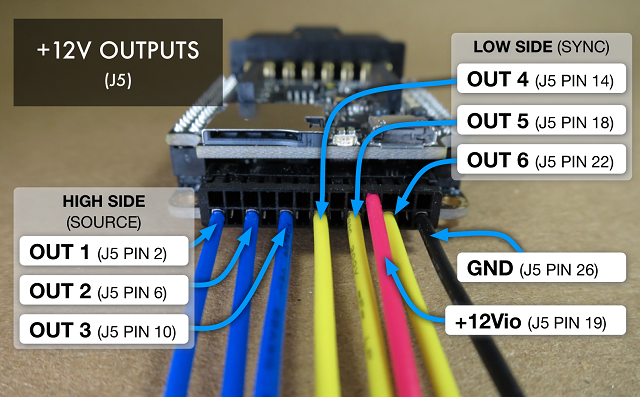 +12V OUTPUTS
(J5)
LOW SIDE (SYNC)
OUT 4 (J5 PIN 14)
OUT 5 (J5 PIN 18)
OUT 6 (J5 PIN 22)
HIGH SIDE
(SOURCE)
OUT 1 (J5 PIN 2)
OUT 2 (J5 PIN 6)
OUT 3 (J5 PIN 10)
GND (J5 PIN 26)
+12Vio (J5 PIN 19)